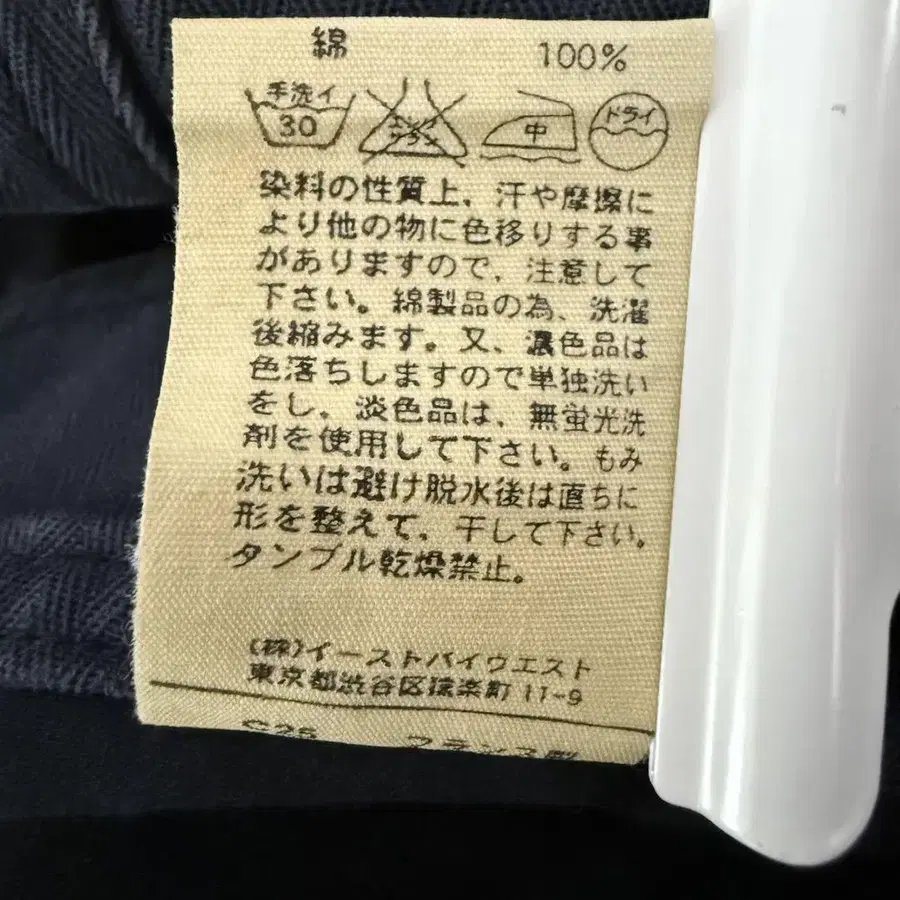 綿 100%
手洗イ 30 エンソ サラシ 中 ドライ
染料の性質上、汗や摩擦に
より他の物に色移りする事
がありますので、注意して
下さい。綿製品の為、洗濯
後縮みます。又、濃色品は
色落ちしますので単独洗い
をし、淡色品は、無蛍光洗
剤を使用して下さい。もみ
洗いは避け脱水後は直ちに
形を整えて、干して下さい。
タンブル乾燥禁止。
(株)イーストバイウエスト
東京都渋谷区猿楽町 11-9
フランス製